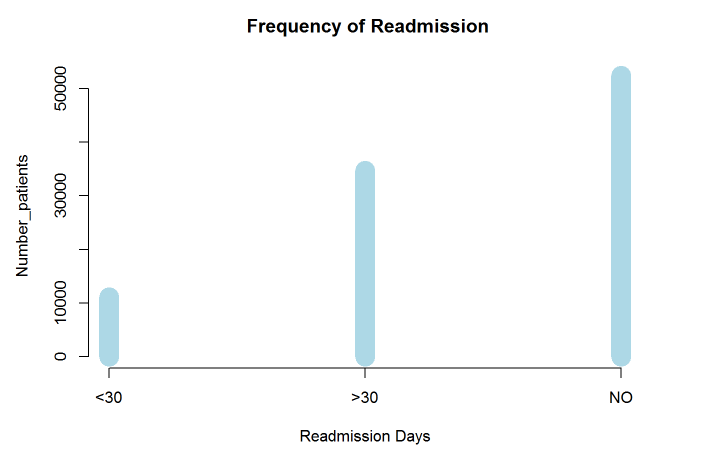 Frequency of Readmission
Number_patients
50000
30000
10000
0
<30
>30
NO
Readmission Days